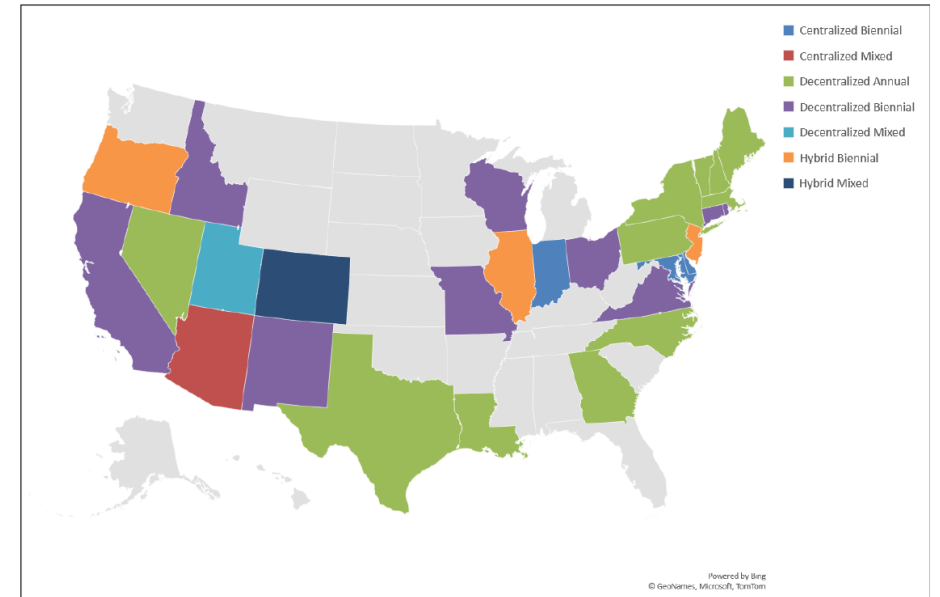 Centralized Biennial
Centralized Mixed
Decentralized Annual
Decentralized Biennial
Decentralized Mixed
Hybrid Biennial
Hybrid Mixed
Powered by Bing
© GeoNames, Microsoft, TomTom